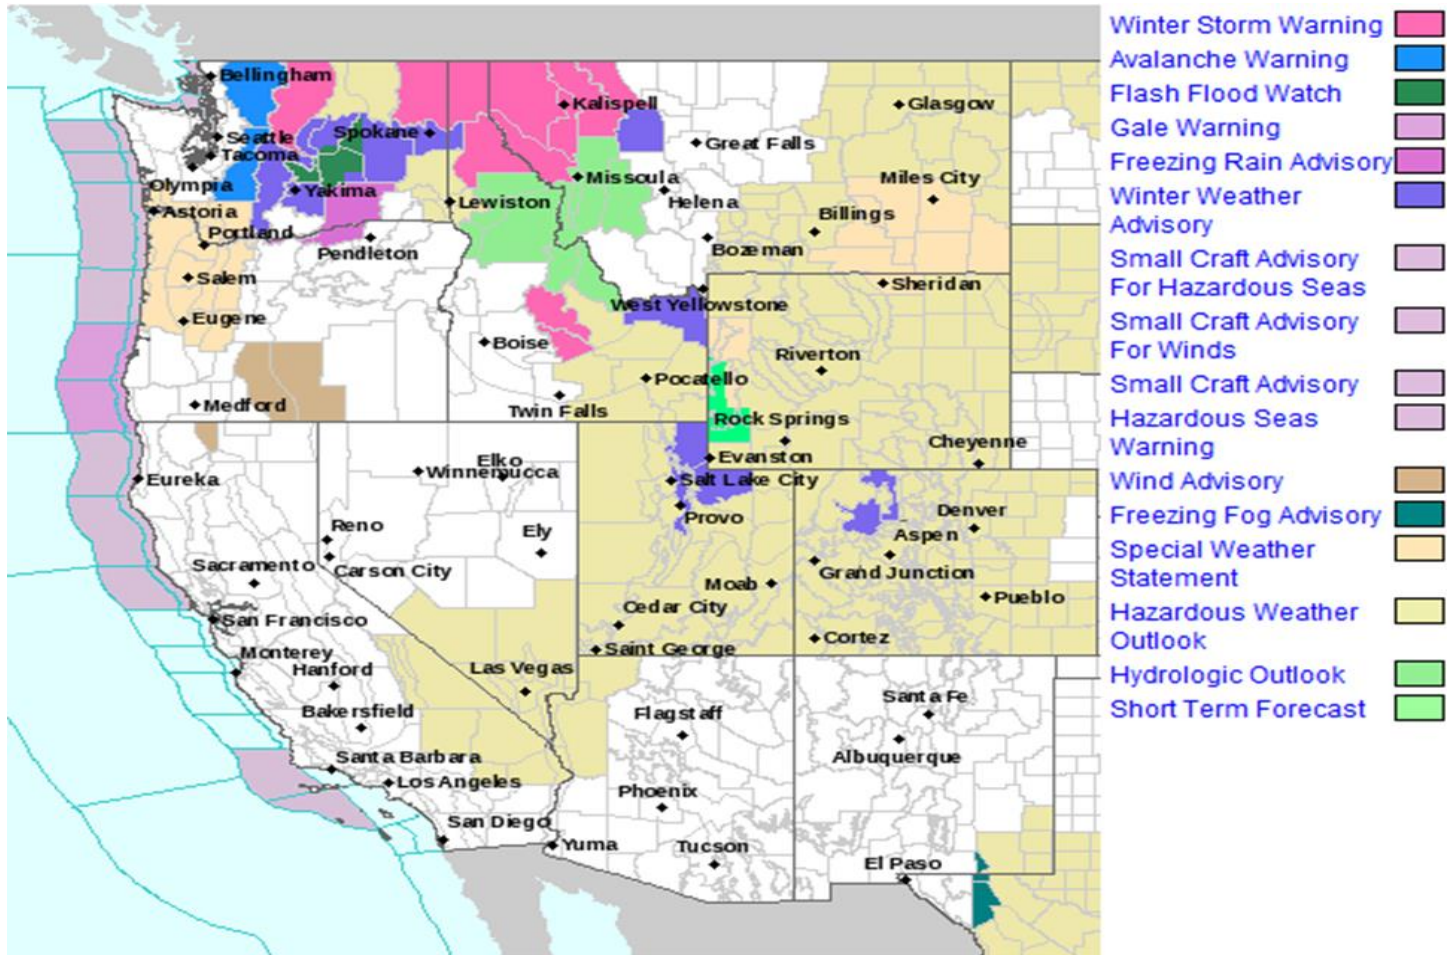 Bellingham
Kalispell
Glasgow
Spokane
Seattle
Great Falls
Tacoma
Missoula
Miles City
Olympia
Yakima
Lewiston
Helena
Astoria
Billings
Portland
Bozeman
Pendleton
Salem
Sheridan
West Yellowstone
Eugene
Boise
Riverton
Pocatello
Medford
Twin Falls
Rock Springs
Cheyenne
Elko
Evanston
Winnemucca
Eureka
Salt Lake City
Reno
Ely
Provo
Denver
Aspen
Sacramento
Carson City
Grand Junction
Moab
Pueblo
Cedar City
San Francisco
Cortez
Monterey
Saint George
Hanford
Las Vegas
Santa Fe
Bakersfield
Flagstaff
Albuquerque
Santa Barbara
Los Angeles
Phoenix
San Diego
Yuma
Tucson
El Paso
Winter Storm Warning
Avalanche Warning
Flash Flood Watch
Gale Warning
Freezing Rain Advisory
Winter Weather
Advisory
Small Craft Advisory
For Hazardous Seas
Small Craft Advisory
For Winds
Small Craft Advisory
Hazardous Seas
Warning
Wind Advisory
Freezing Fog Advisory
Special Weather
Statement
Hazardous Weather
Outlook
Hydrologic Outlook
Short Term Forecast